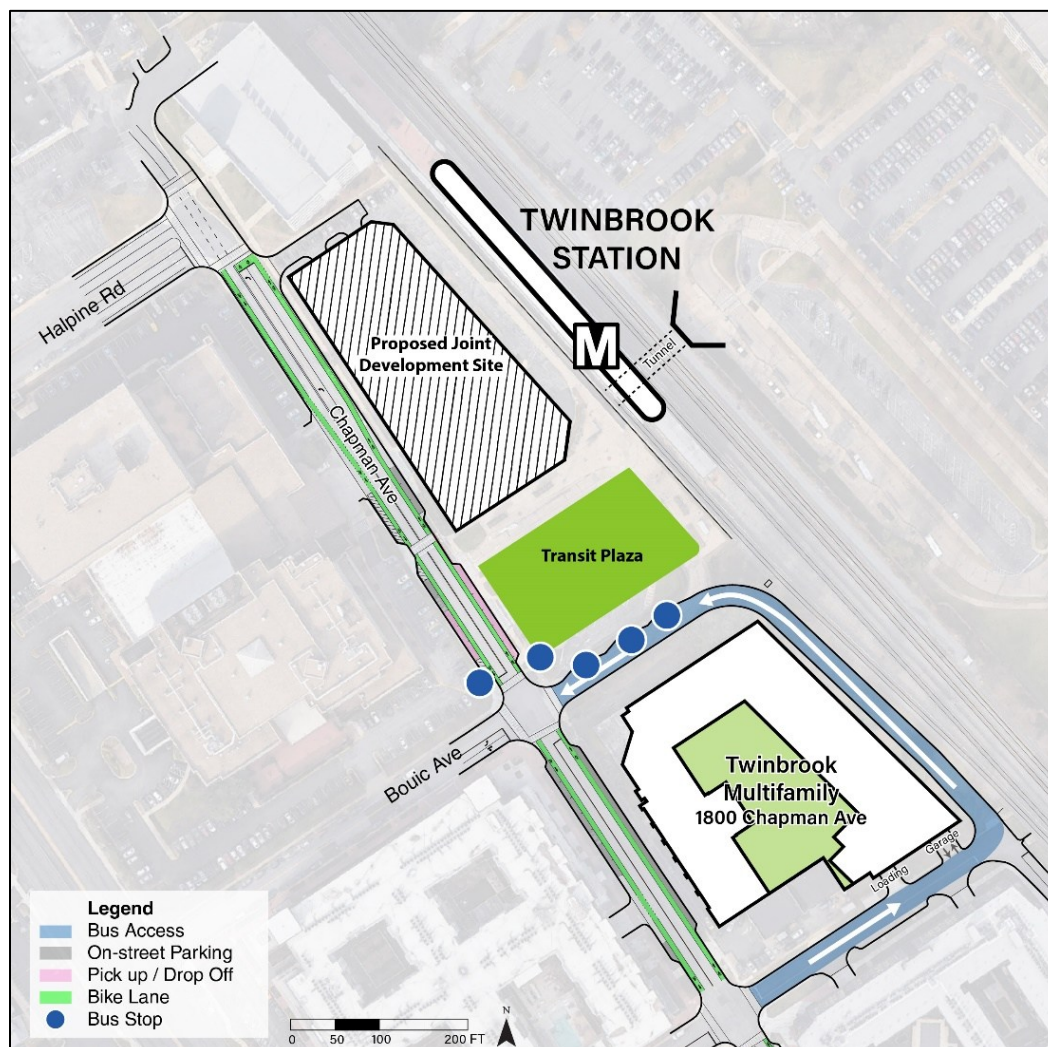 TWINBROOK
STATION
M
Tunnel
Halpine Rd
Proposed Joint
Development Site
Chapman Ave
Transit Plaza
Bouic Ave
Twinbrook
Multifamily
1800 Chapman Ave
Garage
Loading
Legend
Bus Access
On-street Parking
Pick up / Drop Off
Bike Lane
Bus Stop
0 50 100 200 FT
N